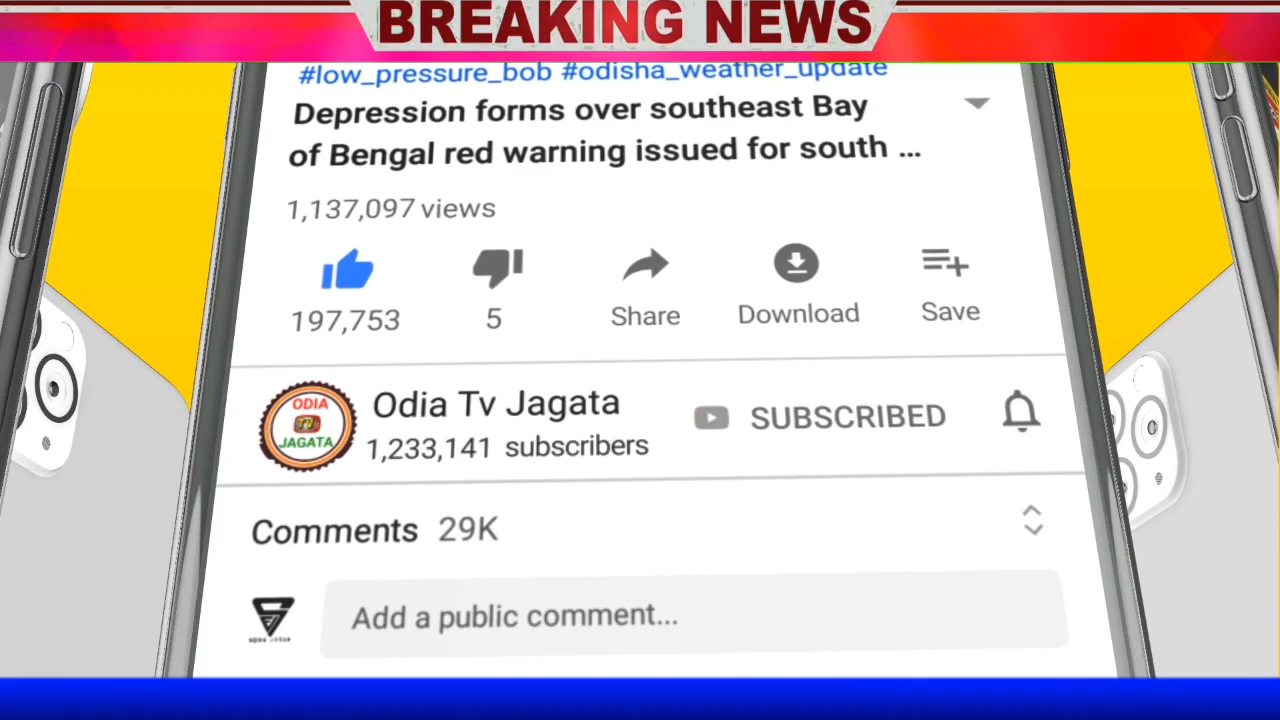 BREAKING NEWS
#low_pressure_bob #odisha_weather_update
Depression forms over southeast Bay
of Bengal red warning issued for south ...
1,137,097 views
197,753
5
Share
Download
Save
ODIA
TV
JAGATA
Odia Tv Jagata
1,233,141 subscribers
SUBSCRIBED
Comments 29K
Add a public comment...